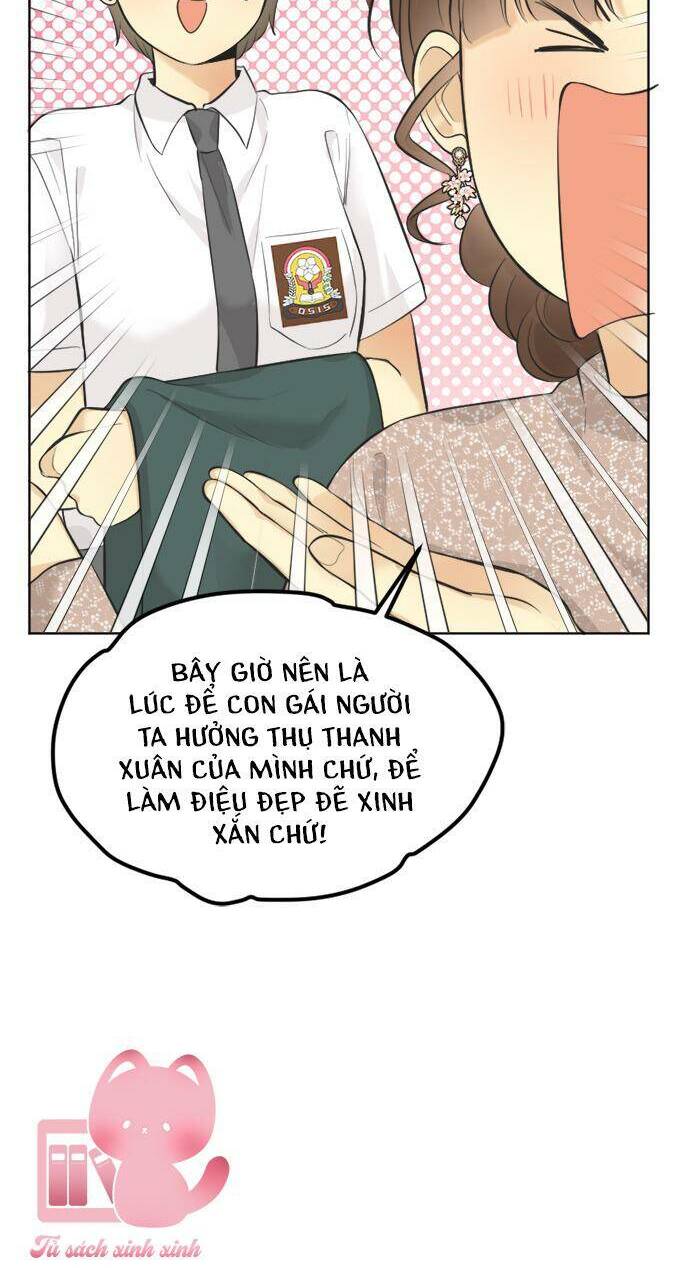 OSIS
BÂY GIỜ NÊN LÀ
LÚC ĐỂ CON GÁI NGƯỜI
TA HƯỞNG THỤ THANH
XUÂN CỦA MÌNH CHỨ, ĐỂ
LÀM ĐIỆU ĐẸP ĐẼ XINH
XẮN CHỨ!
Tủ sách xinh xinh